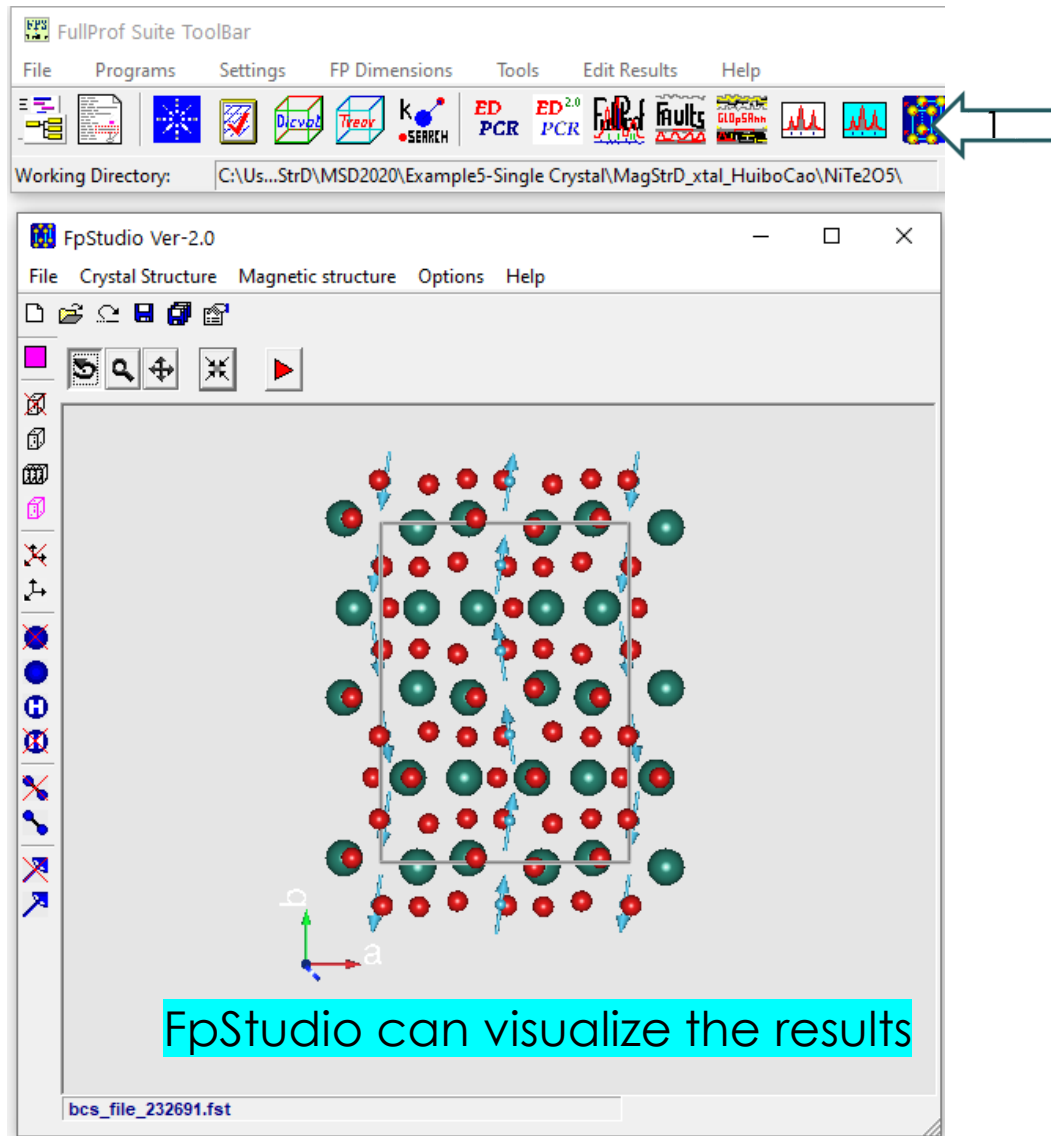 FullProf Suite ToolBar
File Programs Settings FP Dimensions Tools Edit Results Help
Dicvol Treor K SEARCH ED PCR ED 2.0 PCR FullProf Faults GLOpSAnn
Working Directory: C:\Us...StrD\MSD2020\Example5-Single Crystal\MagStrD_xtal_HuiboCao\NiTe2O5\
FpStudio Ver-2.0
File Crystal Structure Magnetic structure Options Help
b
a
FpStudio can visualize the results
bcs_file_232691.fst